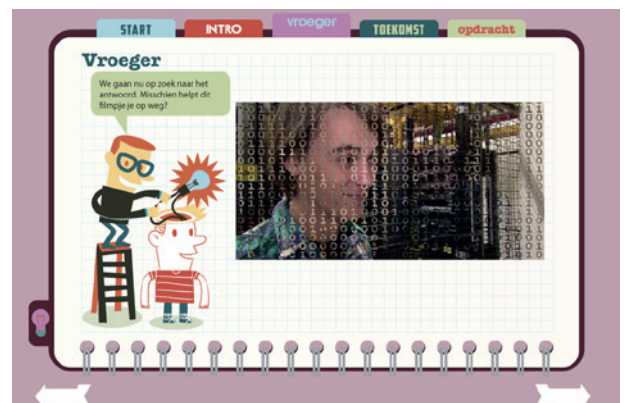 START INTRO vroeger TOEKOMST opdracht
Vroeger
We gaan nu op zoek naar het
antwoord. Misschien helpt dit
filmpje je op weg?